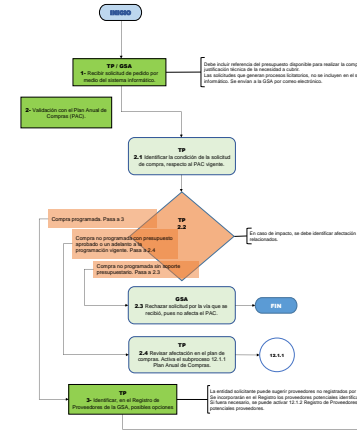 INICIO
TP / GSA
1- Recibir solicitud de pedido por
medio del sistema informático.
Debe incluir referencia del presupuesto disponible para realizar la
justificación técnica de la necesidad a cubrir.
Las solicitudes que generan procesos licitatorios, no se incluyen en el
informático. Se envían a la GSA por correo electrónico.
2- Validación con el Plan Anual de
Compras (PAC).
TP
2.1 Identificar la condición de la solicitud
de compra, respecto al PAC vigente.
TP
2.2
Compra programada. Pasa a 3
Compra no programada con presupuesto
aprobado o un adelanto a la
programación vigente. Pasa a 2.4
Compra no programada sin soporte
presupuestario. Pasa a 2.3
En caso de impacto, se debe identificar afectación
relacionados.
GSA
2.3 Rechazar solicitud por la vía que se
recibió, pues no afecta el PAC.
FIN
TP
2.4 Revisar afectación en el plan de
compras. Activa el subproceso 12.1.1
Plan Anual de Compras.
12.1.1
TP
3- Identificar, en el Registro de
Proveedores de la GSA, posibles opciones
La entidad solicitante puede sugerir proveedores no registrados por
Se incorporarán en el Registro los proveedores potenciales
Si fuera necesario, se puede activar 12.1.2 Registro de Proveedores
potenciales proveedores.